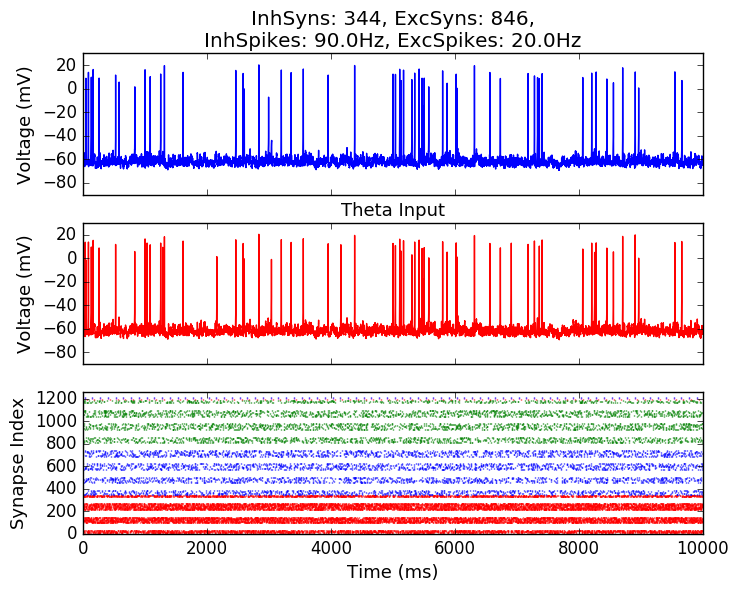 InhSyns: 344, ExcSyns: 846,
InhSpikes: 90.0Hz, ExcSpikes: 20.0Hz
20
0
−20
−40
−60
−80
Voltage (mV)
Theta Input
20
0
−20
−40
−60
−80
Voltage (mV)
1200
1000
800
600
400
200
0
Synapse Index
0 2000 4000 6000 8000 10000
Time (ms)